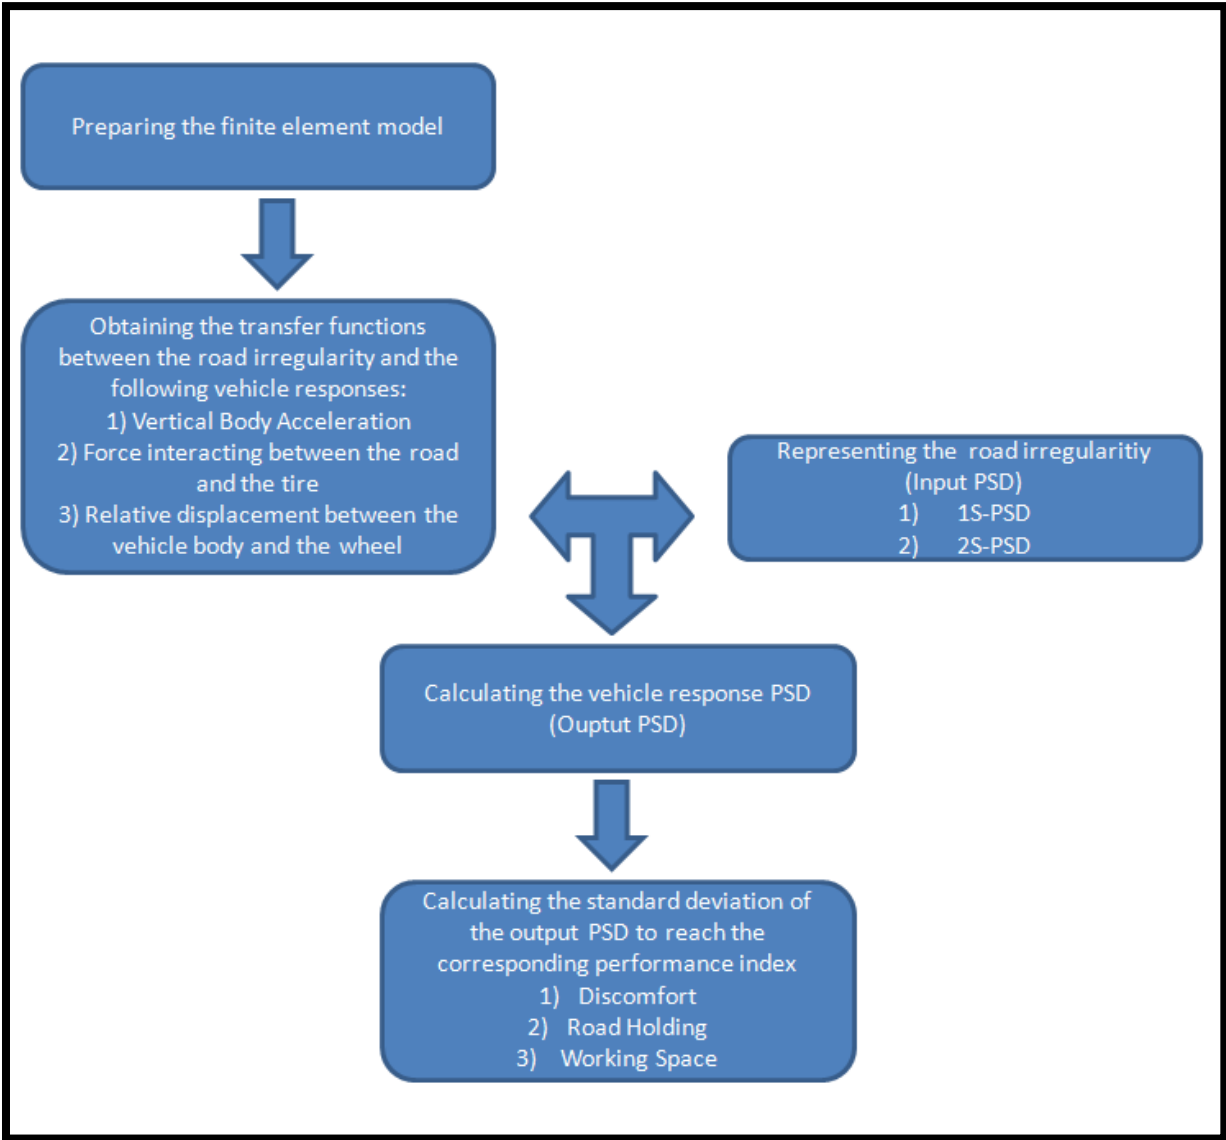 Preparing the finite element model
Obtaining the transfer functions
between the road irregularity and the
following vehicle responses:
1) Vertical Body Acceleration
2) Force interacting between the road
and the tire
3) Relative displacement between the
vehicle body and the wheel
Representing the road irregularitiy
(Input PSD)
1) 1S-PSD
2) 2S-PSD
Calculating the vehicle response PSD
(Ouptut PSD)
Calculating the standard deviation of
the output PSD to reach the
corresponding performance index
1) Discomfort
2) Road Holding
3) Working Space